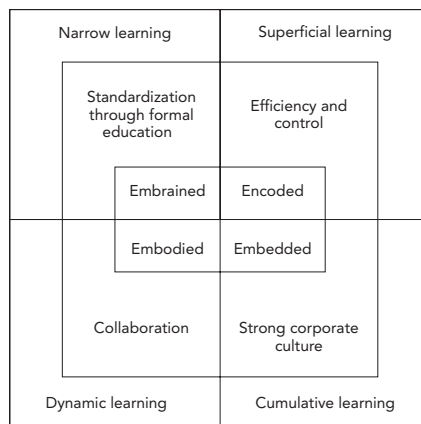 Narrow learning
Superficial learning
Standardization
through formal
education
Efficiency and
control
Embrained
Encoded
Embodied
Embedded
Collaboration
Strong corporate
culture
Dynamic learning
Cumulative learning